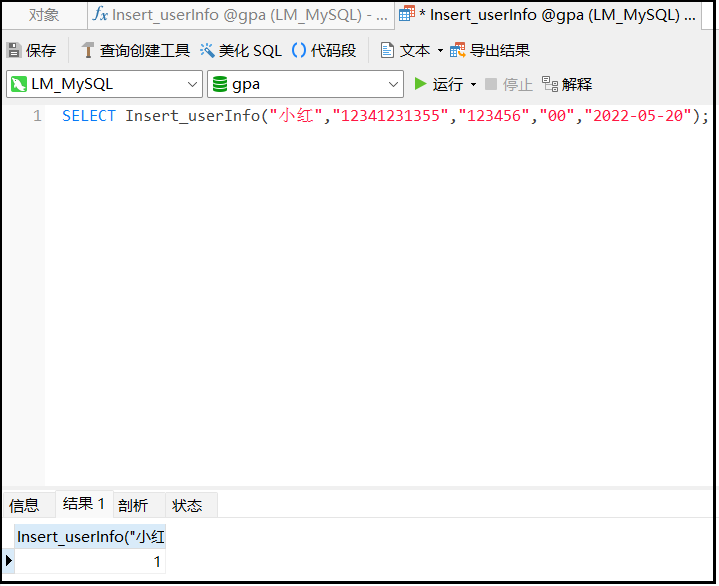 对象 fx Insert_userInfo @gpa (LM_MySQL) - ... * Insert_userInfo @gpa (LM_MySQL) ...
保存 查询创建工具 美化 SQL () 代码段 文本 导出结果
LM_MySQL gpa 运行 停止 解释
1 SELECT Insert_userInfo("小红","12341231355","123456","00","2022-05-20");
信息 结果 1 剖析 状态
Insert_userInfo("小红
1